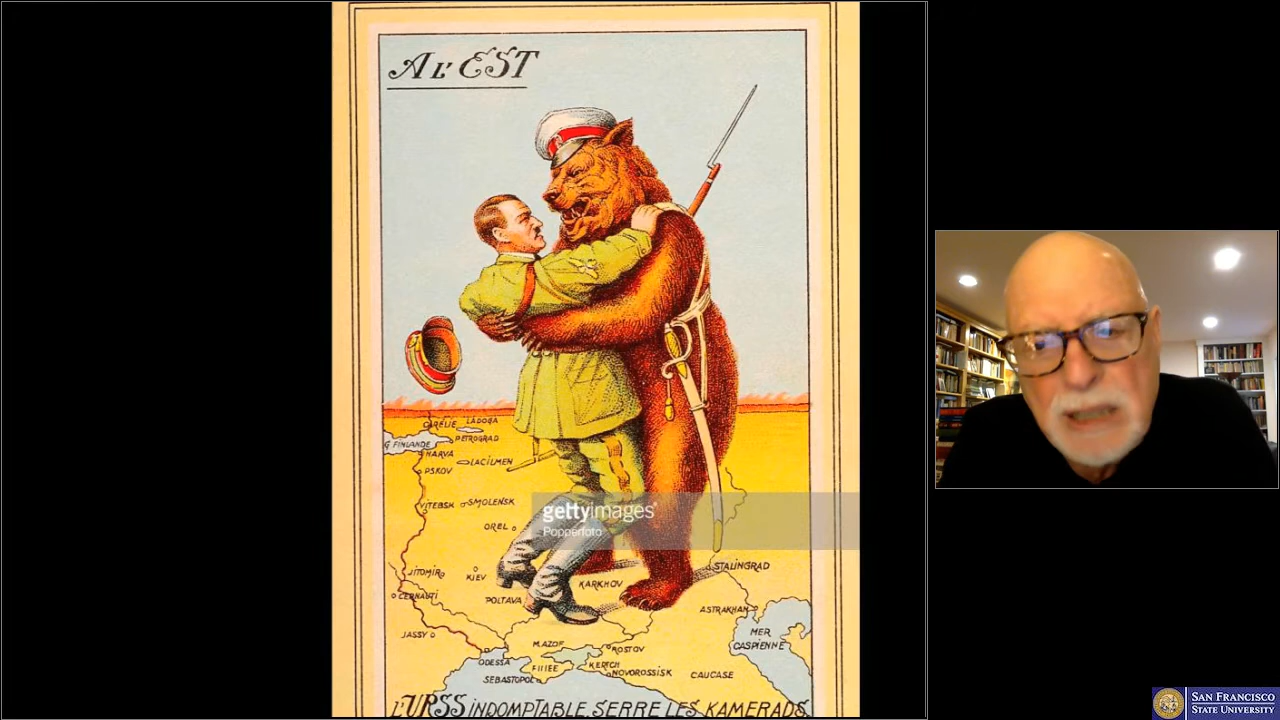 A L'EST
CARÉLIE LADOGA
G. FINLANDE PETROGRAD
NARVA
PSKOV LAC ILMEN
VITEBSK SMOLENSK
OREL
JITOMIR KIEV
KARKHOV STALINGRAD
CERNAUTI POLTAVA
ASTRAKHAN
JASSY
MER
CASPIENNE
M. AZOF ROSTOV
ODESSA KERTCH
NOVOROSSISK CAUCASE
SEBASTOPOL
L'URSS INDOMPTABLE, SERRE LES KAMERADS
gettyimages®
Popperfoto
SAN FRANCISCO
STATE UNIVERSITY